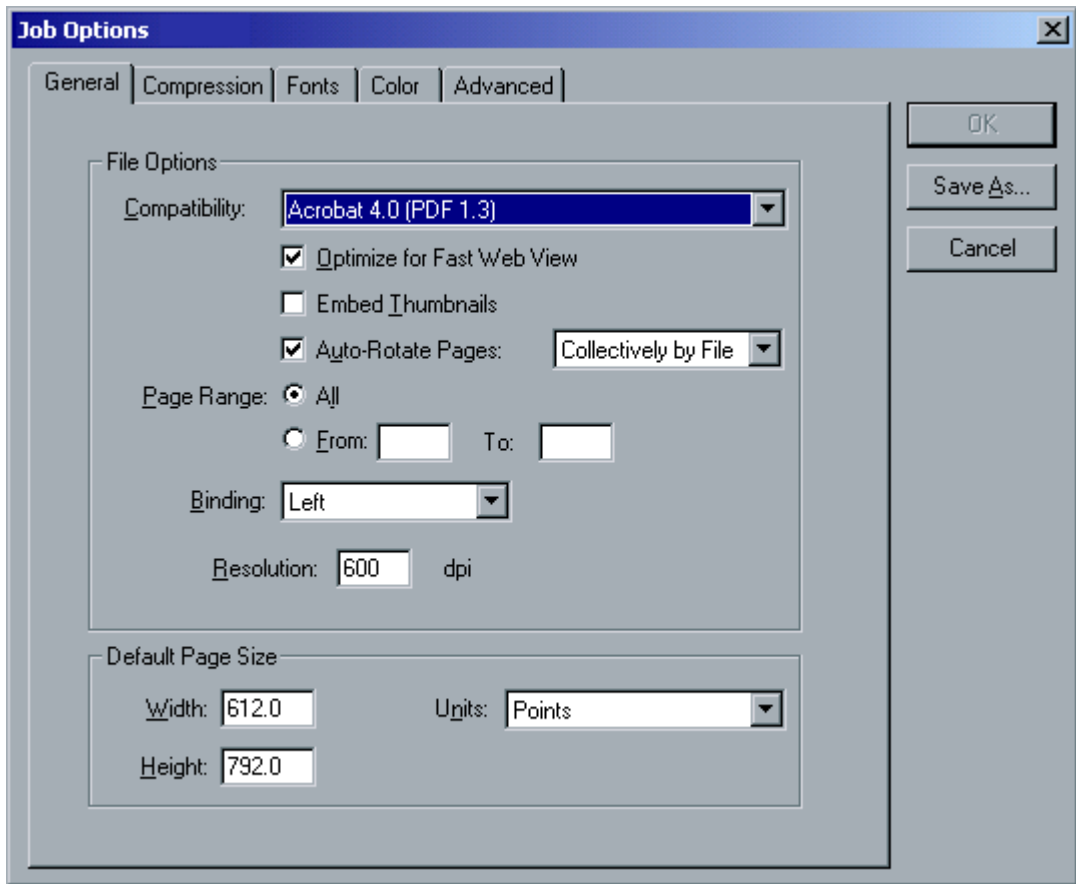 Job Options
General Compression Fonts Color Advanced
OK
File Options
Save As...
Compatibility: Acrobat 4.0 (PDF 1.3)
Cancel
Optimize for Fast Web View
Embed Thumbnails
Auto-Rotate Pages: Collectively by File
Page Range: All
From: To:
Binding: Left
Resolution: 600 dpi
Default Page Size
Width: 612.0 Units: Points
Height: 792.0